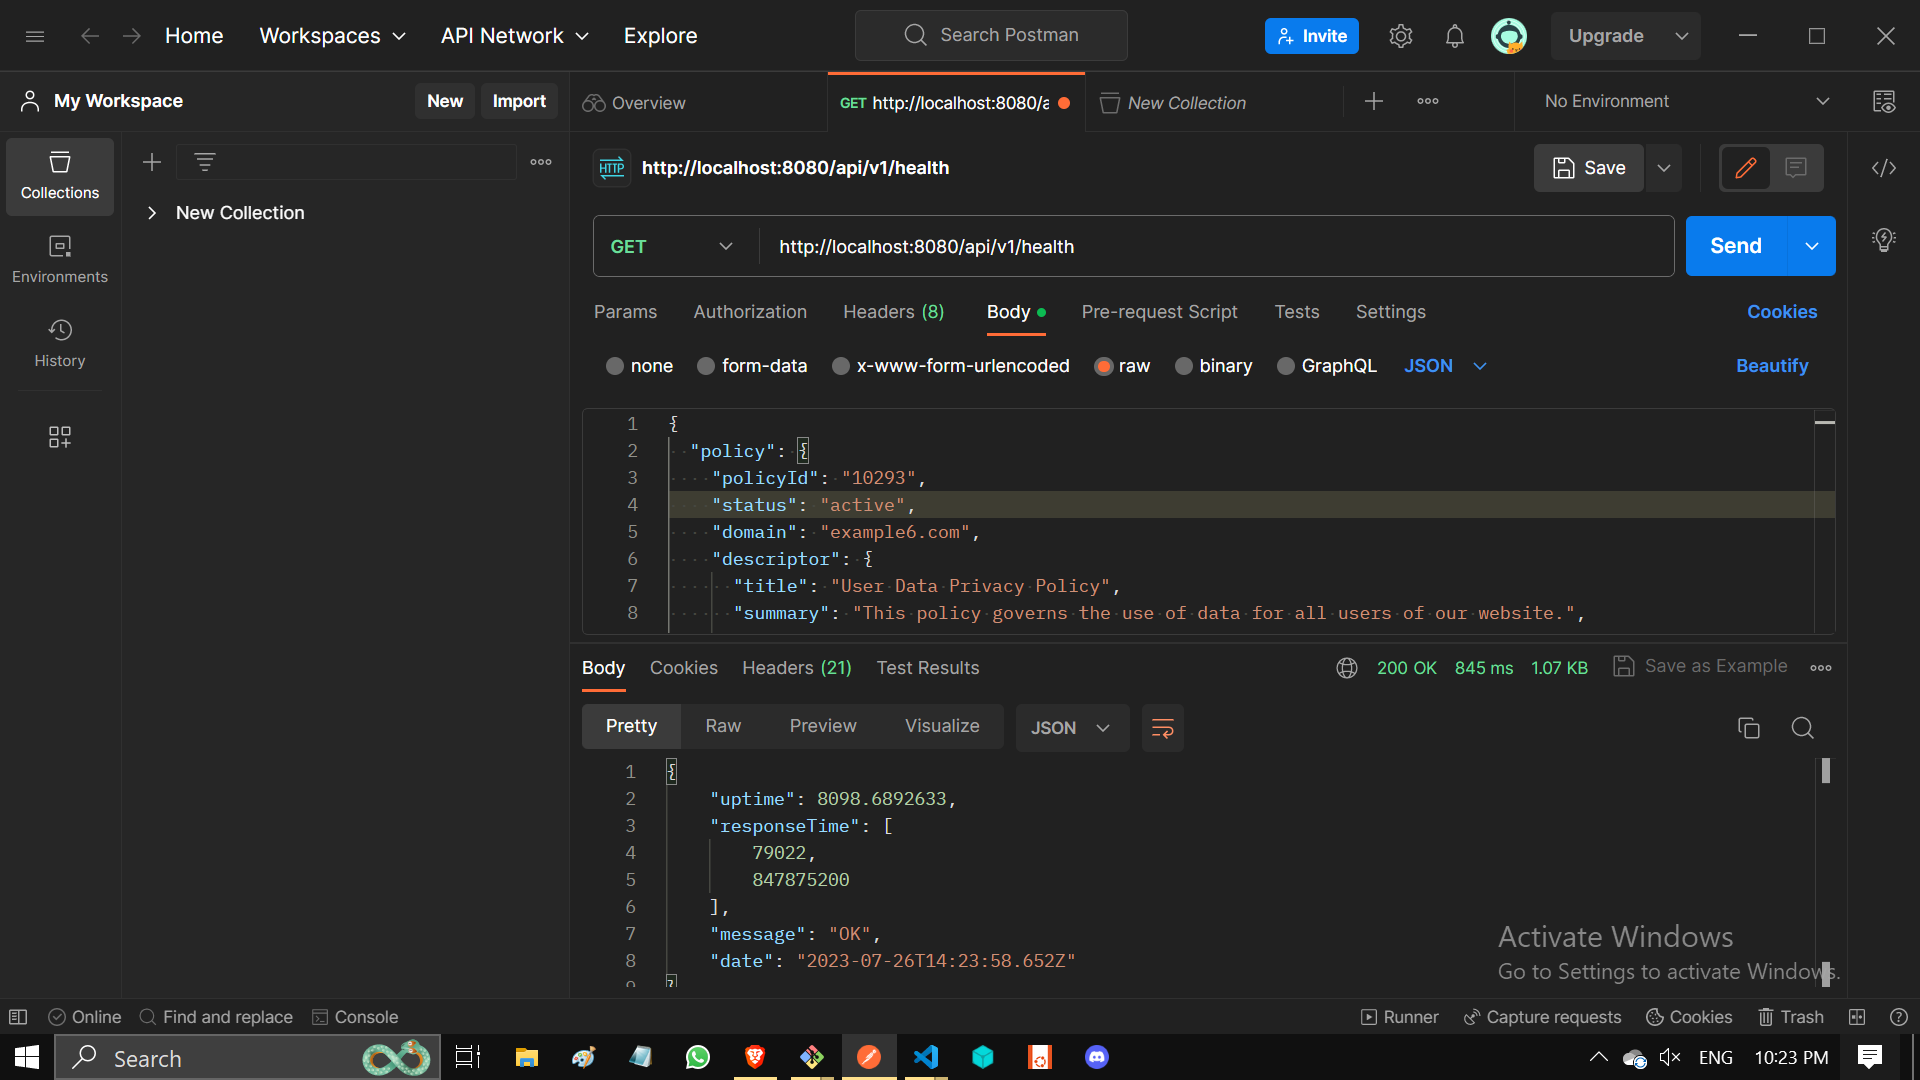 Home Workspaces API Network Explore Search Postman Invite Upgrade
My Workspace New Import Overview GET http://localhost:8080/a New Collection No Environment
Collections
Environments
History
New Collection
HTTP http://localhost:8080/api/v1/health Save
GET http://localhost:8080/api/v1/health Send
Params Authorization Headers (8) Body Pre-request Script Tests Settings Cookies
none form-data x-www-form-urlencoded raw binary GraphQL JSON Beautify
1 {
2 "policy": {
3 "policyId": "10293",
4 "status": "active",
5 "domain": "example6.com",
6 "descriptor": {
7 "title": "User Data Privacy Policy",
8 "summary": "This policy governs the use of data for all users of our website.",
Body Cookies Headers (21) Test Results 200 OK 845 ms 1.07 KB Save as Example
Pretty Raw Preview Visualize JSON
1 {
2 "uptime": 8098.6892633,
3 "responseTime": [
4 79022,
5 847875200
6 ],
7 "message": "OK",
8 "date": "2023-07-26T14:23:58.652Z"
9 }
Activate Windows
Go to Settings to activate Windows.
Online Find and replace Console Runner Capture requests Cookies Trash
Search ENG 10:23 PM